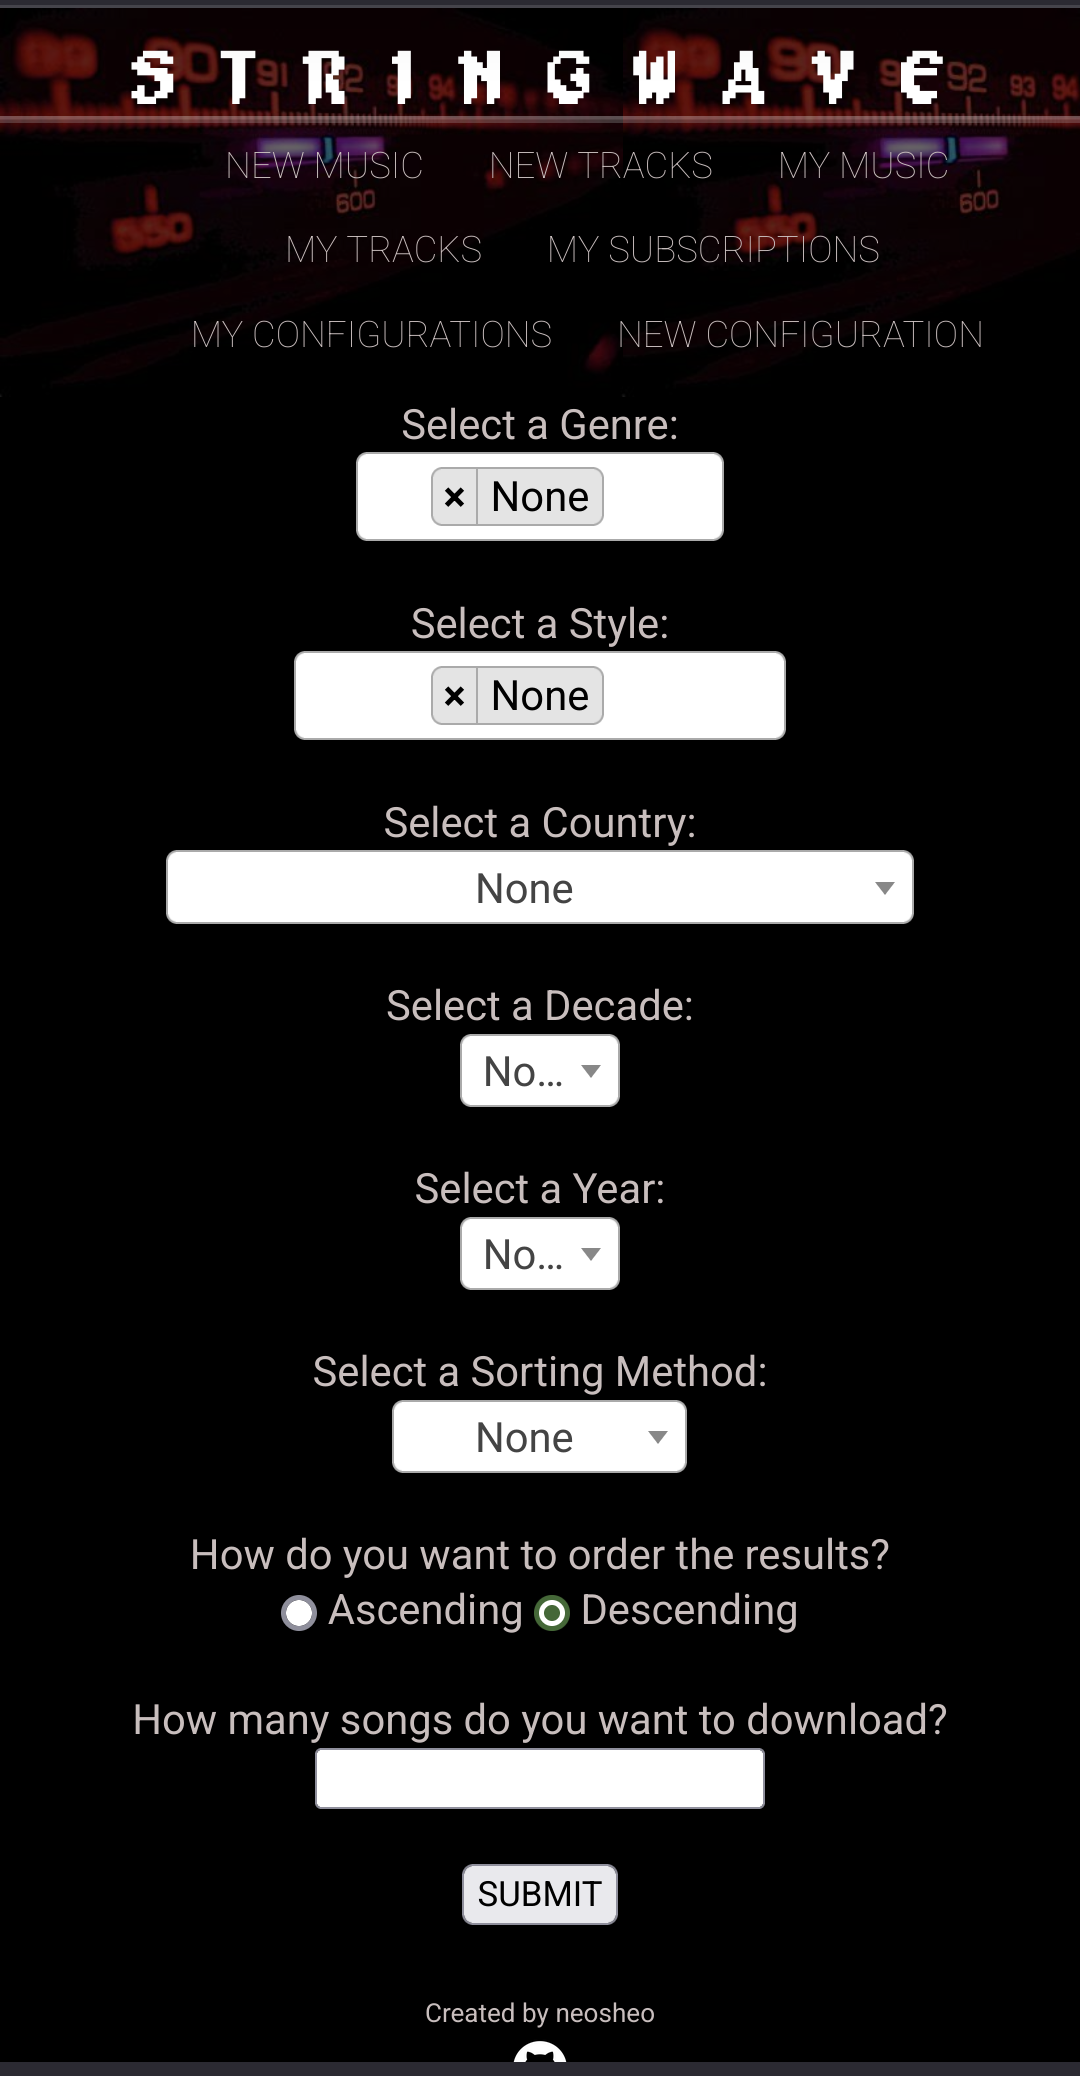 STRINGWAVE
NEW MUSIC NEW TRACKS MY MUSIC
MY TRACKS MY SUBSCRIPTIONS
MY CONFIGURATIONS NEW CONFIGURATION
Select a Genre:
× None
Select a Style:
× None
Select a Country:
None
Select a Decade:
No...
Select a Year:
No...
Select a Sorting Method:
None
How do you want to order the results?
Ascending Descending
How many songs do you want to download?
SUBMIT
Created by neosheo